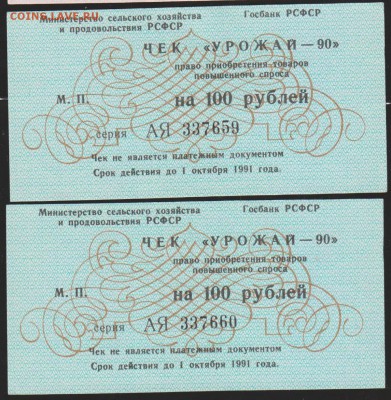 COINS.LAVE.RU
Министерство сельского хозяйства
и продовольствия РСФСР
Госбанк РСФСР
ЧЕК «УРОЖАЙ—90»
право приобретения товаров
повышенного спроса
М. П.
на 100 рублей
серия АЯ 337659
Чек не является платежным документом
Срок действия до 1 октября 1991 года.
Министерство сельского хозяйства
и продовольствия РСФСР
Госбанк РСФСР
ЧЕК «УРОЖАЙ—90»
право приобретения товаров
повышенного спроса
М. П.
на 100 рублей
серия АЯ 337660
Чек не является платежным документом
Срок действия до 1 октября 1991 года.